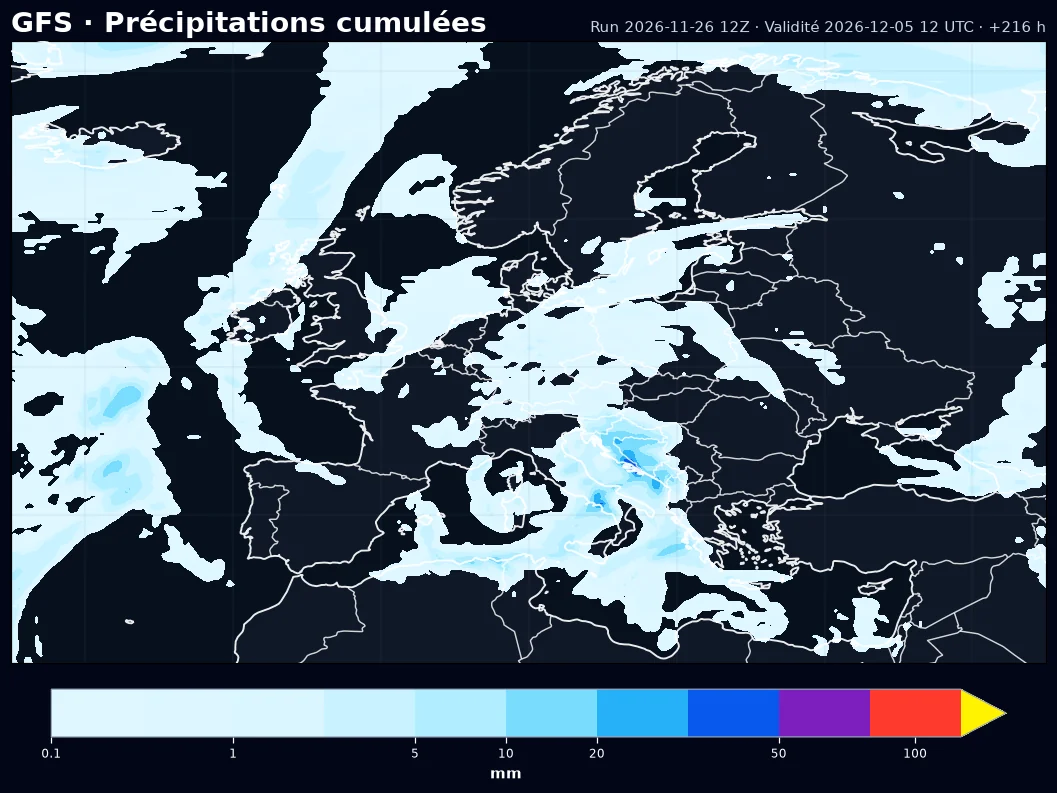 GFS · Précipitations cumulées
Run 2026-11-26 12Z · Validité 2026-12-05 12 UTC · +216 h
0.1 1 5 10 20 50 100
mm